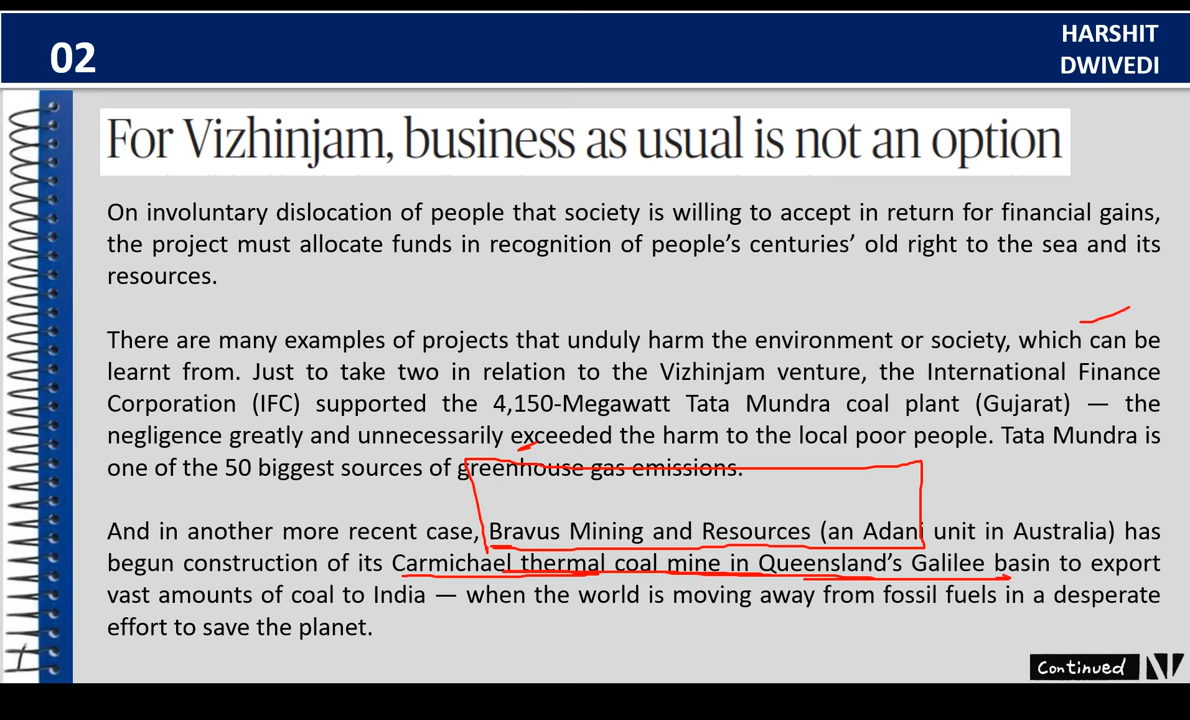 02
HARSHIT
DWIVEDI
For Vizhinjam, business as usual is not an option
On involuntary dislocation of people that society is willing to accept in return for financial gains,
the project must allocate funds in recognition of people’s centuries’ old right to the sea and its
resources.
There are many examples of projects that unduly harm the environment or society, which can be
learnt from. Just to take two in relation to the Vizhinjam venture, the International Finance
Corporation (IFC) supported the 4,150-Megawatt Tata Mundra coal plant (Gujarat) — the
negligence greatly and unnecessarily exceeded the harm to the local poor people. Tata Mundra is
one of the 50 biggest sources of greenhouse gas emissions.
And in another more recent case, Bravus Mining and Resources (an Adani unit in Australia) has
begun construction of its Carmichael thermal coal mine in Queensland’s Galilee basin to export
vast amounts of coal to India — when the world is moving away from fossil fuels in a desperate
effort to save the planet.
Continued